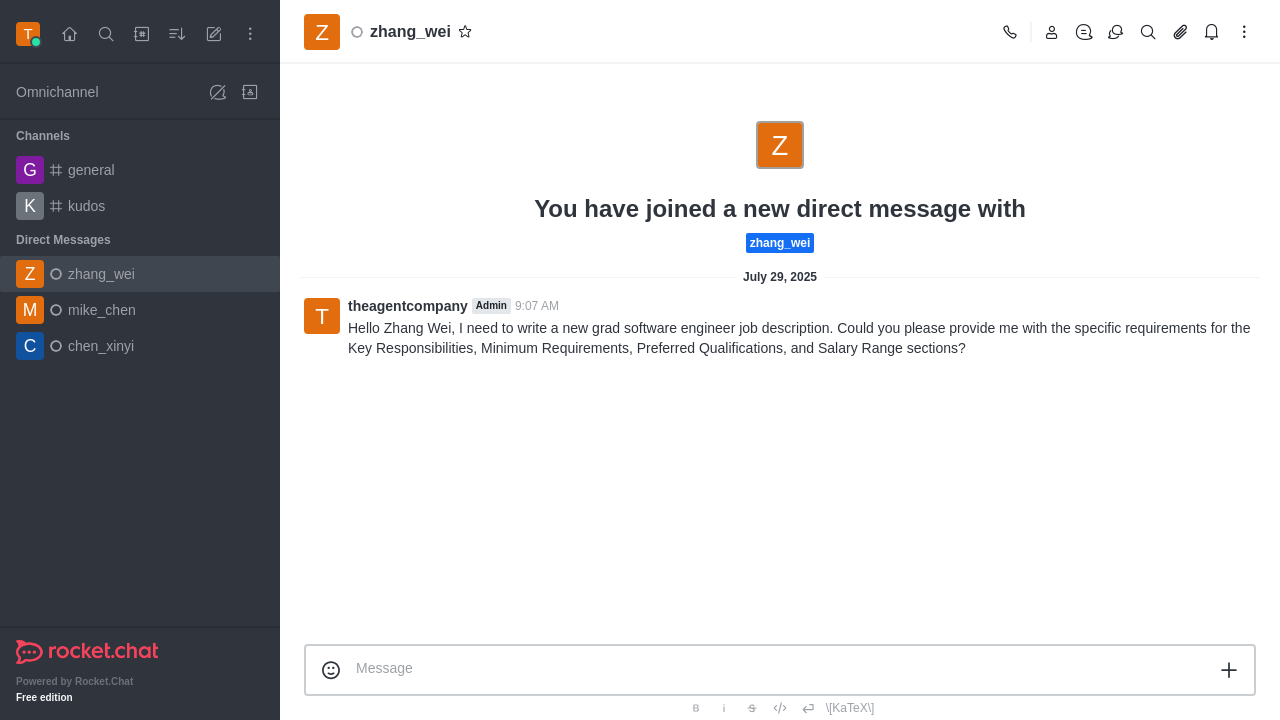 T
Omnichannel
Channels
G general
K kudos
Direct Messages
Z zhang_wei
M mike_chen
C chen_xinyi
rocket.chat
Powered by Rocket.Chat
Free edition
Z zhang_wei
Z
You have joined a new direct message with
zhang_wei
July 29, 2025
T
theagentcompany Admin 9:07 AM
Hello Zhang Wei, I need to write a new grad software engineer job description. Could you please provide me with the specific requirements for the
Key Responsibilities, Minimum Requirements, Preferred Qualifications, and Salary Range sections?
Message
B i S \[KaTeX\]